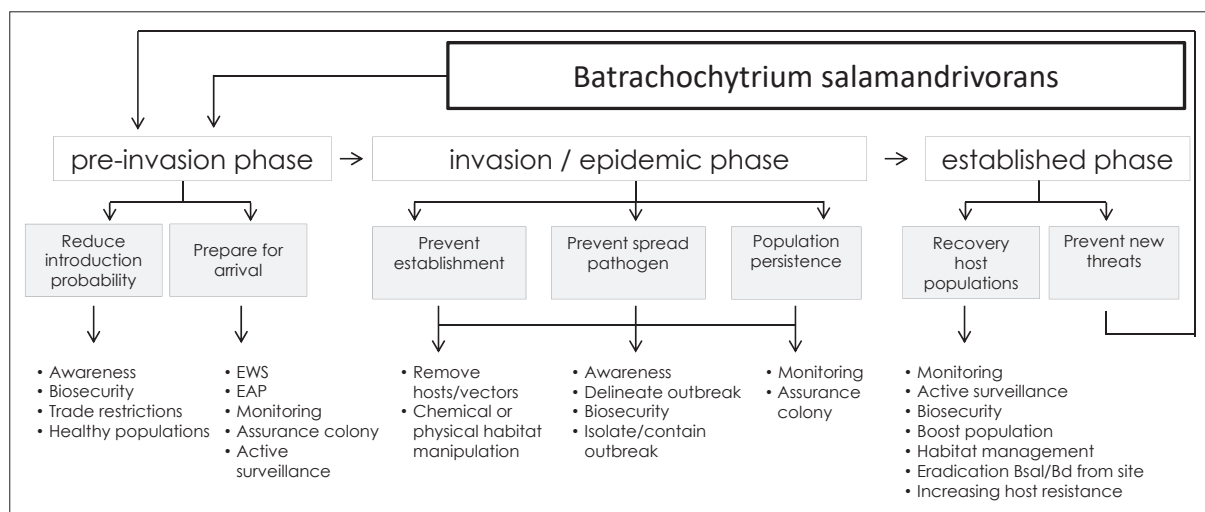 Batrachochytrium salamandrivorans
pre-invasion phase
invasion / epidemic phase
established phase
Reduce
introduction
probability
Prepare for
arrival
Prevent
establishment
Prevent spread
pathogen
Population
persistence
Recovery
host
populations
Prevent new
threats
• Awareness
• Biosecurity
• Trade restrictions
• Healthy populations
• EWS
• EAP
• Monitoring
• Assurance colony
• Active
surveillance
• Remove
hosts/vectors
• Chemical or
physical habitat
manipulation
• Awareness
• Delineate outbreak
• Biosecurity
• Isolate/contain
outbreak
• Monitoring
• Assurance
colony
• Monitoring
• Active surveillance
• Biosecurity
• Boost population
• Habitat management
• Eradication Bsal/Bd from site
• Increasing host resistance